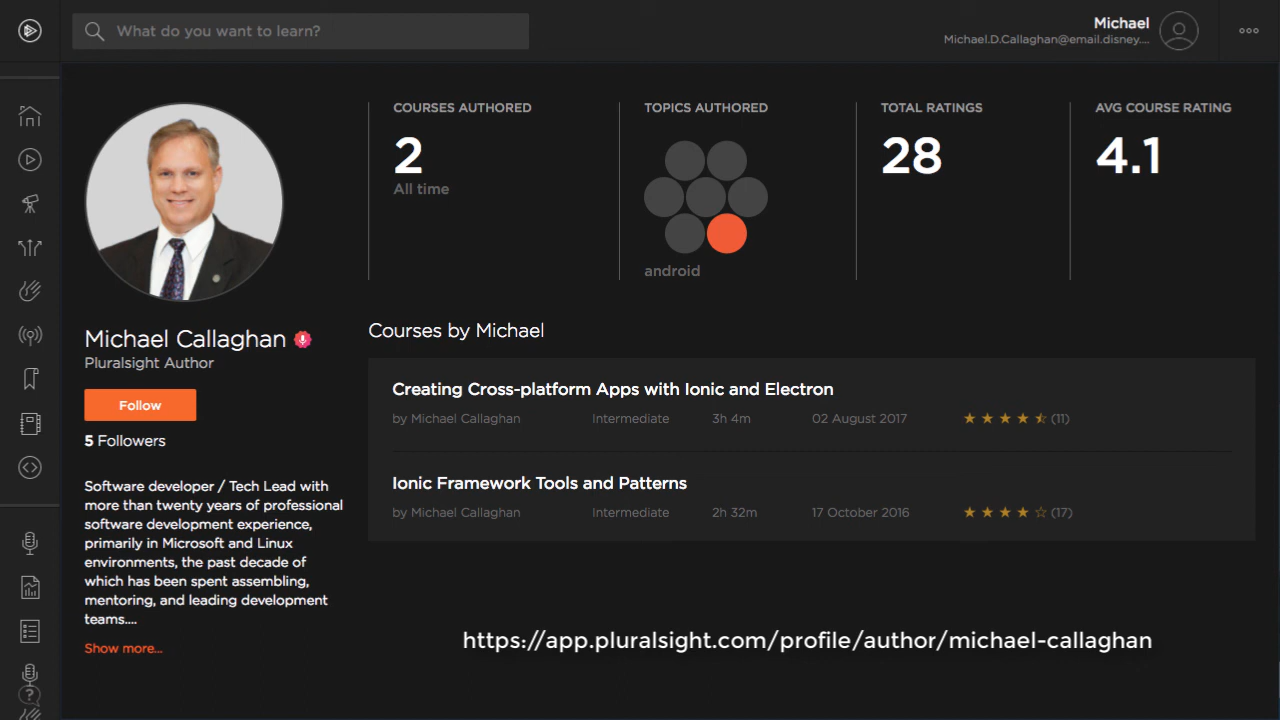 What do you want to learn?
Michael
Michael.D.Callaghan@email.disney....
COURSES AUTHORED
2
All time
TOPICS AUTHORED
android
TOTAL RATINGS
28
AVG COURSE RATING
4.1
Michael Callaghan
Pluralsight Author
Follow
5 Followers
Software developer / Tech Lead with
more than twenty years of professional
software development experience,
primarily in Microsoft and Linux
environments, the past decade of
which has been spent assembling,
mentoring, and leading development
teams....
Show more...
Courses by Michael
Creating Cross-platform Apps with Ionic and Electron
by Michael Callaghan Intermediate 3h 4m 02 August 2017 (11)
Ionic Framework Tools and Patterns
by Michael Callaghan Intermediate 2h 32m 17 October 2016 (17)
https://app.pluralsight.com/profile/author/michael-callaghan